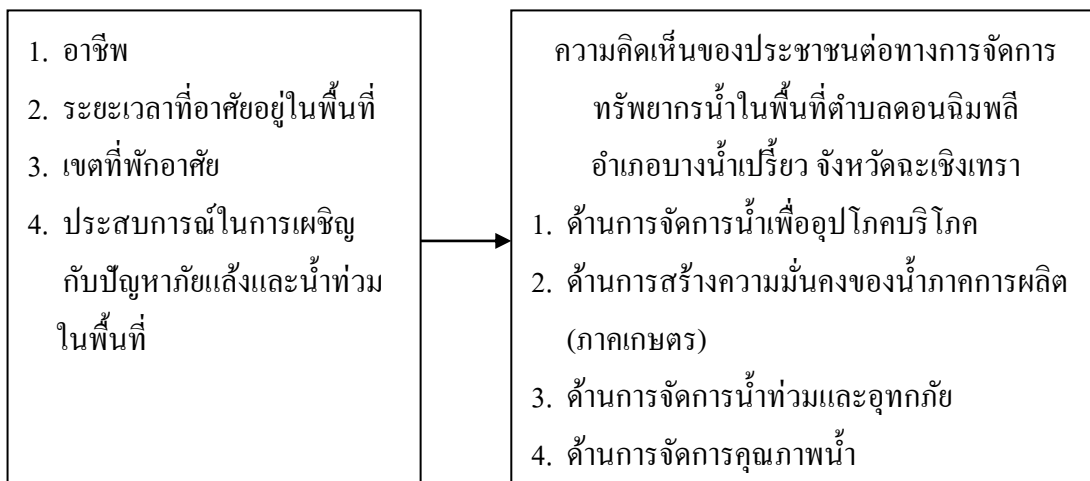 1. อาชีพ
2. ระยะเวลาที่อาศัยอยู่ในพื้นที่
3. เขตที่พักอาศัย
4. ประสบการณ์ในการเผชิญ
กับปัญหาภัยแล้งและน้ำท่วม
ในพื้นที่
ความคิดเห็นของประชาชนต่อทางการจัดการ
ทรัพยากรน้ำในพื้นที่ตำบลดอนฉิมพลี
อำเภอบางน้ำเปรี้ยว จังหวัดฉะเชิงเทรา
1. ด้านการจัดการน้ำเพื่ออุปโภคบริโภค
2. ด้านการสร้างความมั่นคงของน้ำภาคการผลิต
(ภาคเกษตร)
3. ด้านการจัดการน้ำท่วมและอุทกภัย
4. ด้านการจัดการคุณภาพน้ำ